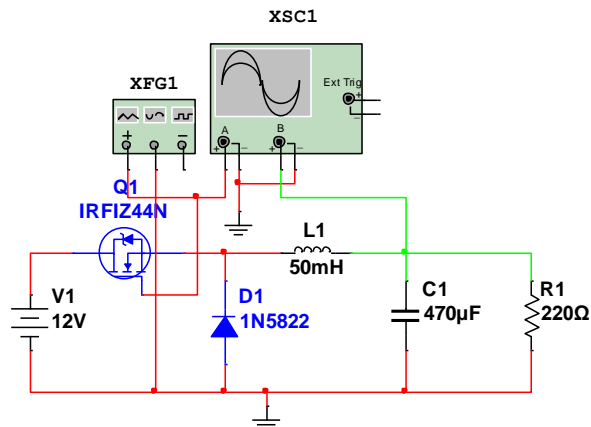 XSC1
XFG1
Ext Trig
+
−
A
B
+
−
+
−
+
−
Q1
IRFIZ44N
L1
50mH
V1
12V
D1
1N5822
C1
470µF
R1
220Ω